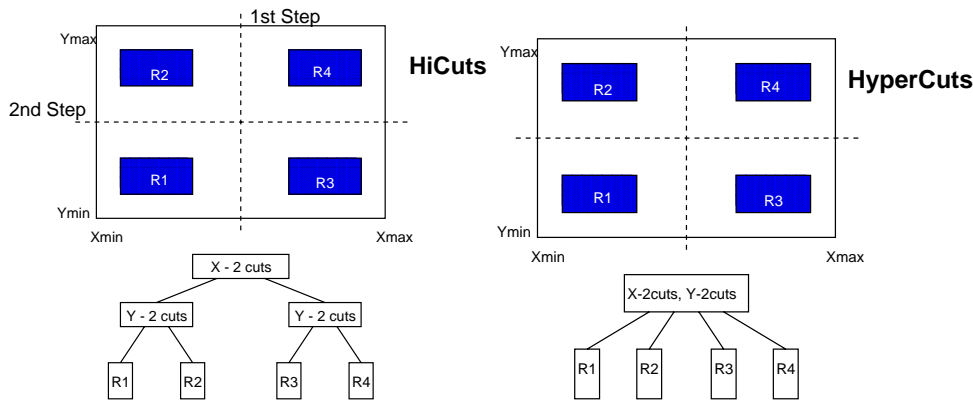 1st Step
Ymax
R2
R4
HiCuts
2nd Step
R1
R3
Ymin
Xmin
Xmax
X - 2 cuts
Y - 2 cuts
Y - 2 cuts
R1
R2
R3
R4
Ymax
R2
R4
HyperCuts
R1
R3
Ymin
Xmin
Xmax
X-2cuts, Y-2cuts
R1
R2
R3
R4